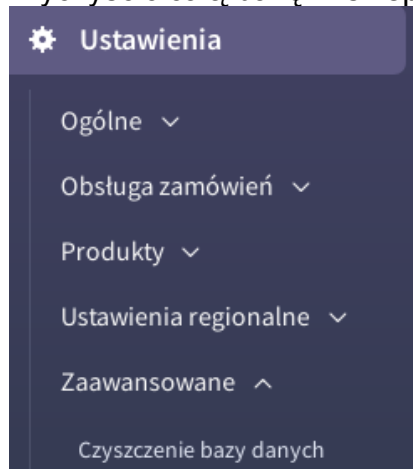 Ustawienia
Ogólne
Obsługa zamówień
Produkty
Ustawienia regionalne
Zaawansowane
Czyszczenie bazy danych